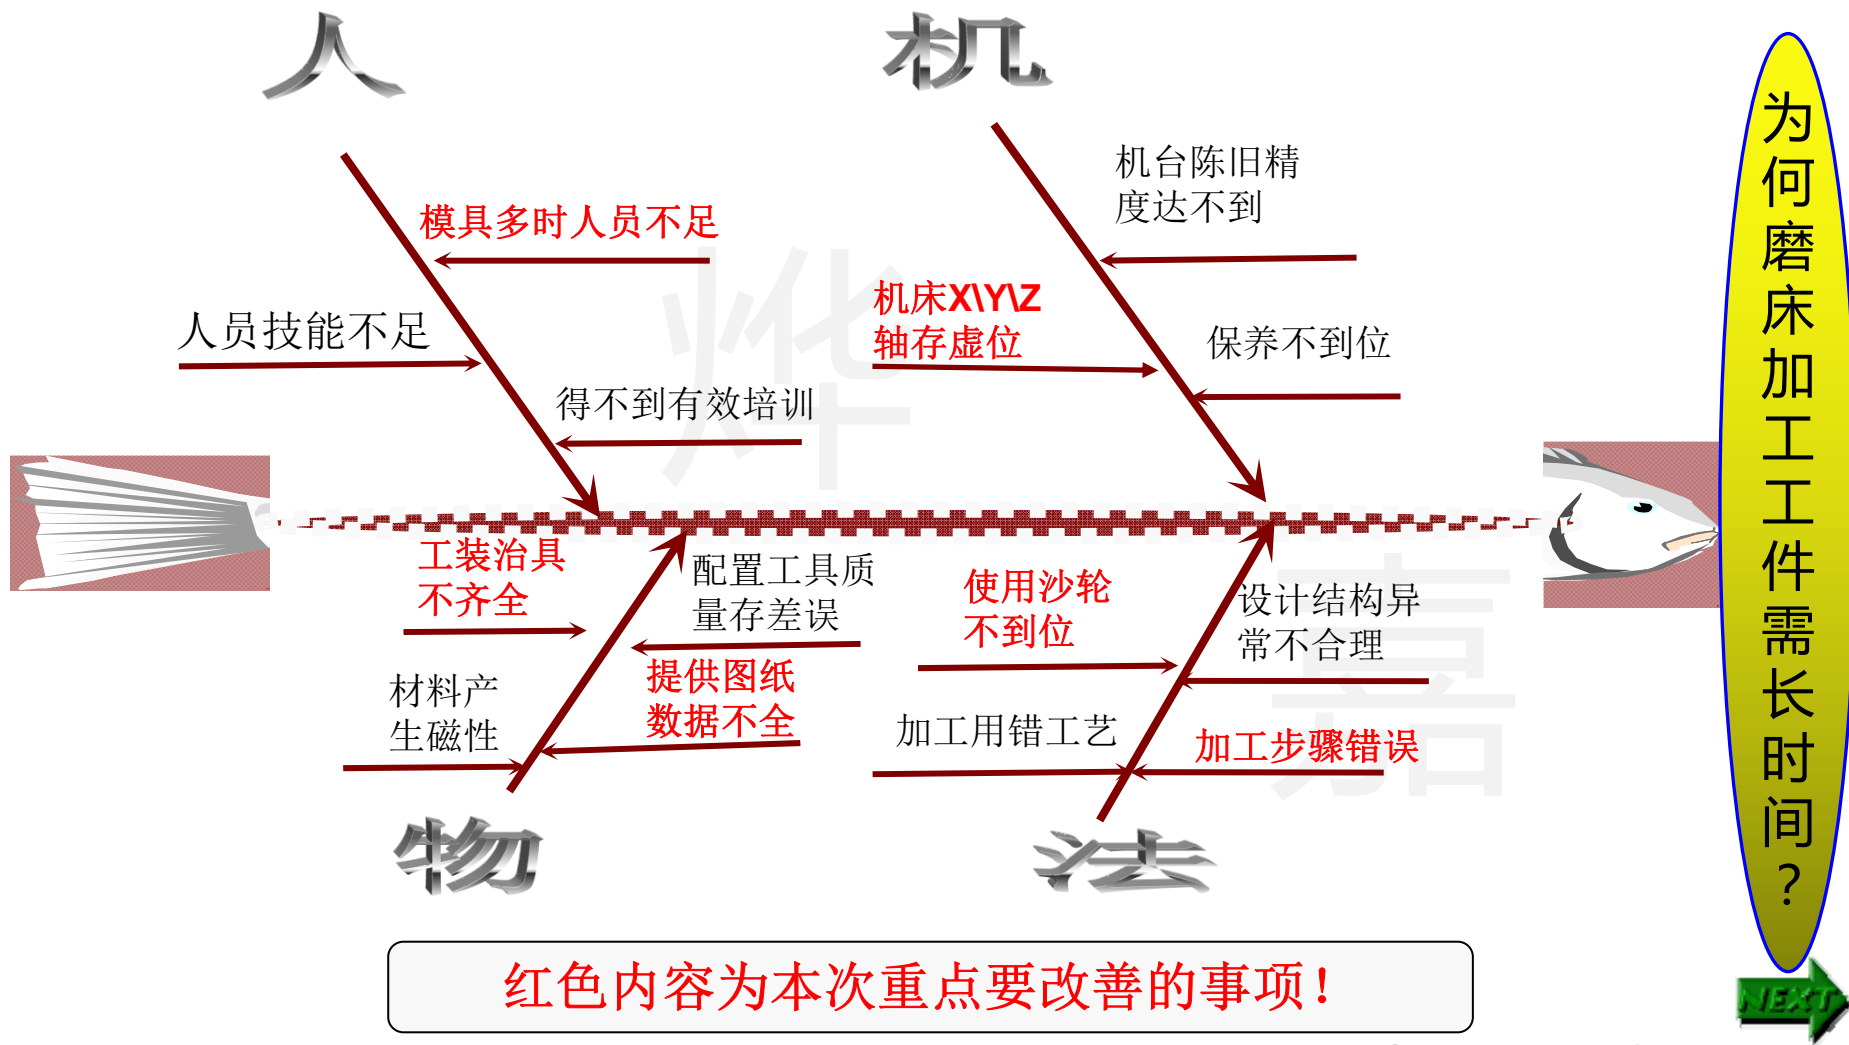 人
机
模具多时人员不足
人员技能不足
得不到有效培训
机台陈旧精
度达不到
机床X\Y\Z
轴存虚位
保养不到位
工装治具
不齐全
配置工具质
量存差误
材料产
生磁性
提供图纸
数据不全
使用沙轮
不到位
设计结构异
常不合理
加工用错工艺
加工步骤错误
物
法
为何磨床加工工件需长时间？
红色内容为本次重点要改善的事项！
NEXT
烨
嘉